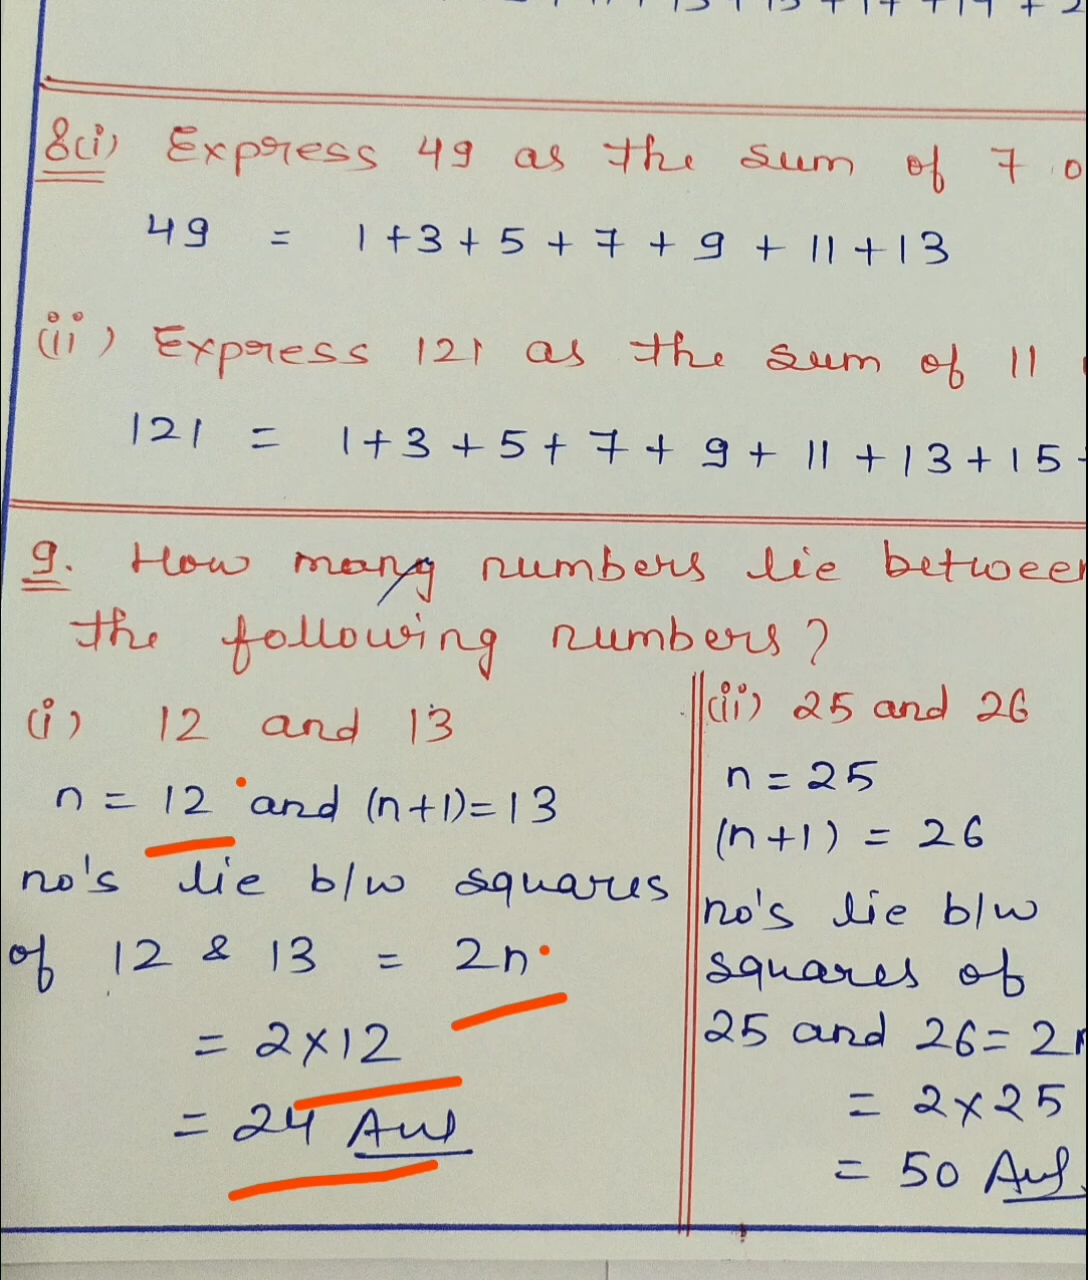 8(i) Express 49 as the sum of 7 o
49 = 1+3+5+7+9+11+13
(ii) Express 121 as the sum of 11
121 = 1+3+5+7+9+11+13+15
9. How many numbers lie between
the following numbers?
(i) 12 and 13
n = 12 and (n+1)=13
no's lie b/w squares
of 12 & 13 = 2n
= 2×12
= 24 Ans
(ii) 25 and 26
n = 25
(n+1) = 26
no's lie b/w
squares of
25 and 26 = 2n
= 2×25
= 50 Ans.